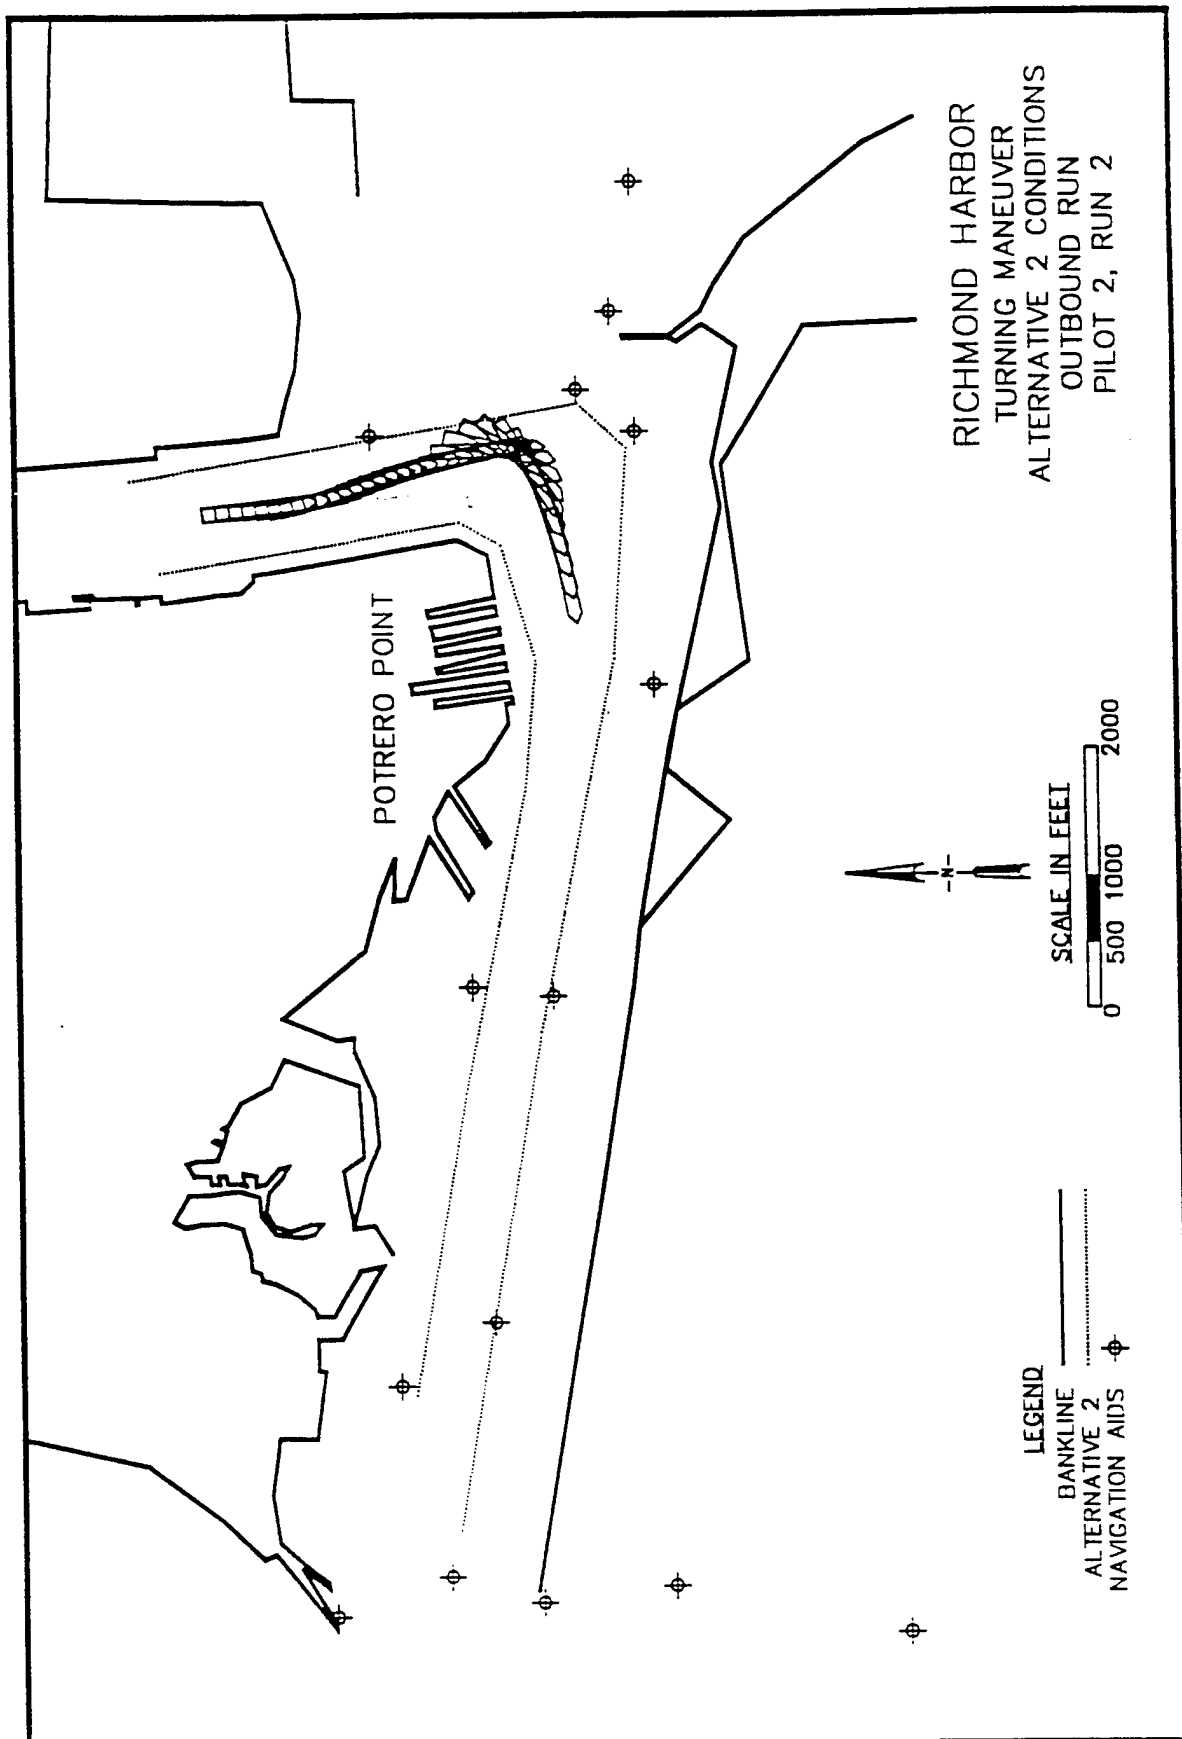 POTRERO POINT
RICHMOND HARBOR
TURNING MANEUVER
ALTERNATIVE 2 CONDITIONS
OUTBOUND RUN
PILOT 2, RUN 2
-N-
SCALE IN FEET
0 500 1000 2000
LEGEND
BANKLINE
ALTERNATIVE 2
NAVIGATION AIDS